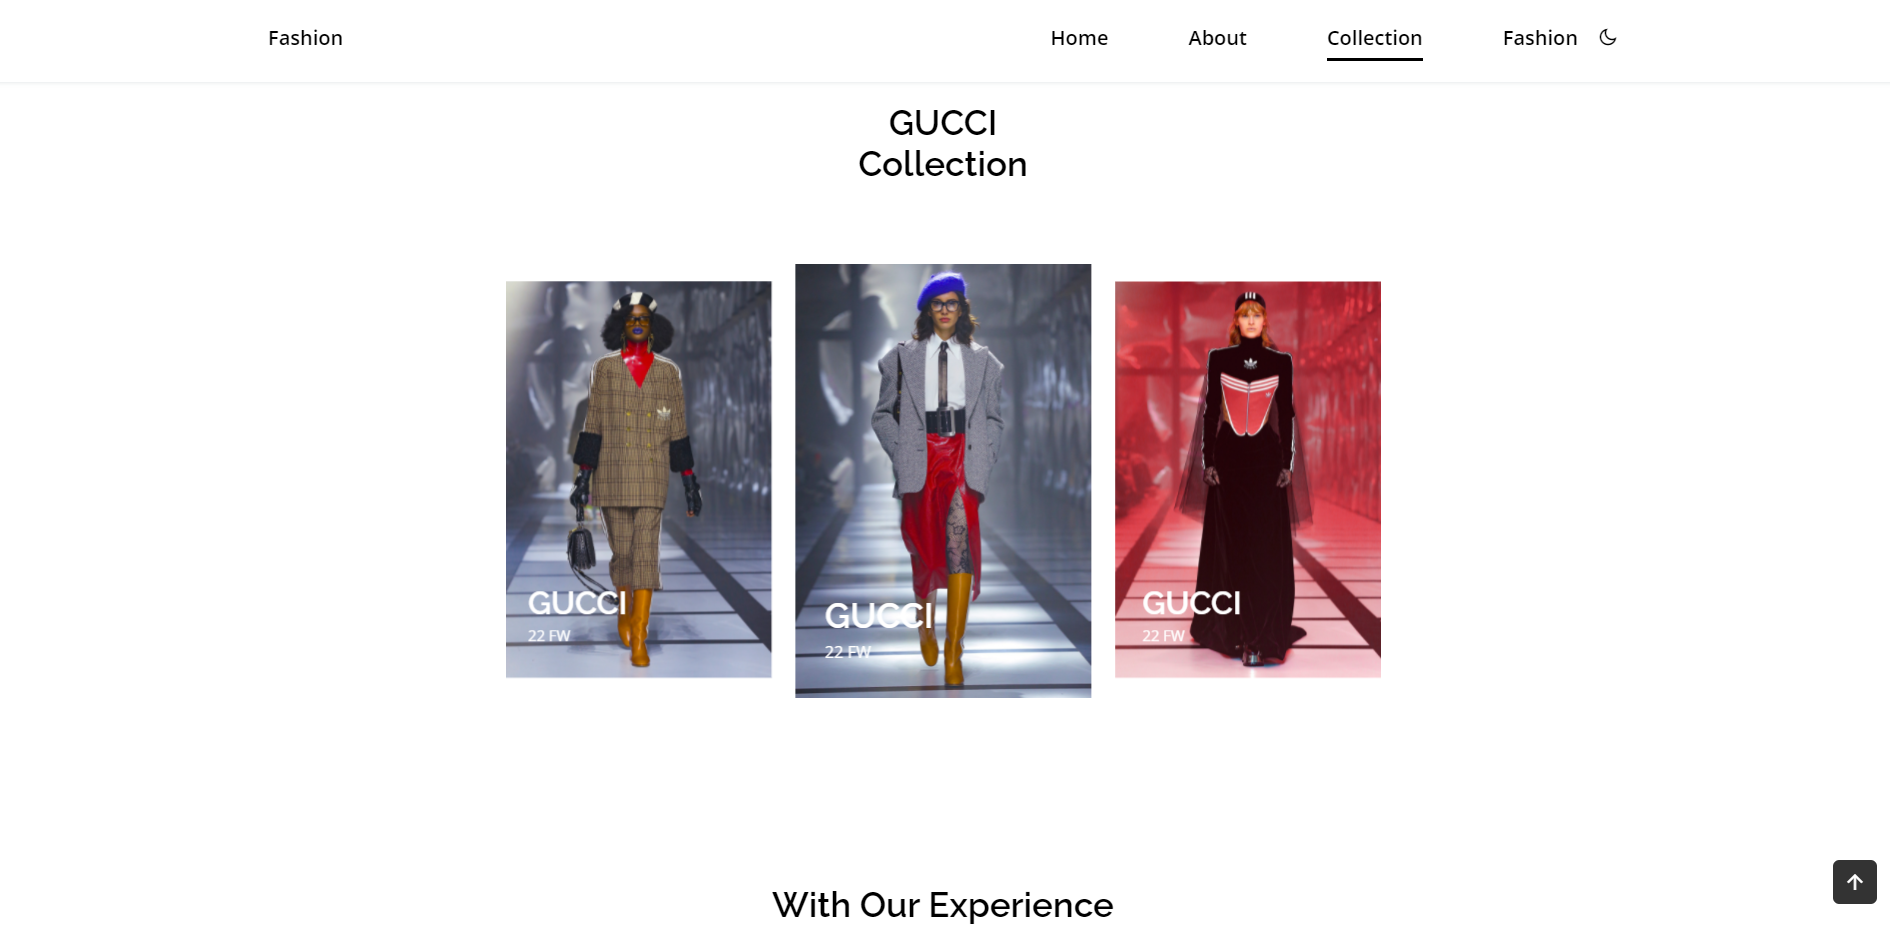 Fashion
Home
About
Collection
Fashion
GUCCI
Collection
GUCCI
22 FW
GUCCI
22 FW
GUCCI
22 FW
With Our Experience